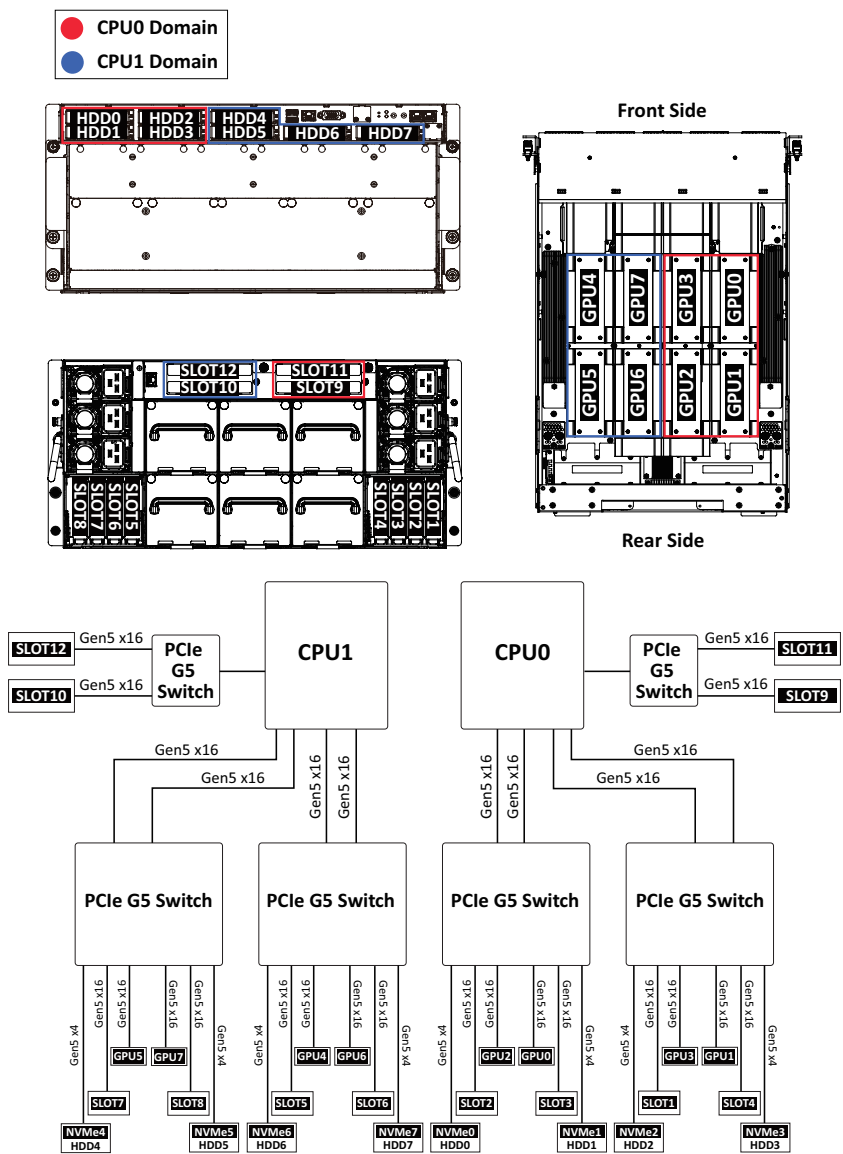 CPU0 Domain
CPU1 Domain
HDD0 HDD2 HDD4
HDD1 HDD3 HDD5 HDD6 HDD7
Front Side
GPU4 GPU7 GPU3 GPU0
GPU5 GPU6 GPU2 GPU1
Rear Side
SLOT12 SLOT11
SLOT10 SLOT9
SLOT8 SLOT7 SLOT6 SLOT5 SLOT4 SLOT3 SLOT2 SLOT1
SLOT12 Gen5 x16
SLOT10 Gen5 x16
PCIe
G5
Switch
CPU1
CPU0
PCIe
G5
Switch
Gen5 x16 SLOT11
Gen5 x16 SLOT9
Gen5 x16
Gen5 x16
Gen5 x16
Gen5 x16
Gen5 x16
Gen5 x16
Gen5 x16
Gen5 x16
PCIe G5 Switch PCIe G5 Switch PCIe G5 Switch PCIe G5 Switch
Gen5 x4 Gen5 x16 Gen5 x16 Gen5 x16 Gen5 x16 Gen5 x4
Gen5 x4 Gen5 x16 Gen5 x16 Gen5 x16 Gen5 x16 Gen5 x4
Gen5 x4 Gen5 x16 Gen5 x16 Gen5 x16 Gen5 x16 Gen5 x4
Gen5 x4 Gen5 x16 Gen5 x16 Gen5 x16 Gen5 x16 Gen5 x4
GPU5 GPU7 GPU4 GPU6 GPU2 GPU0 GPU3 GPU1
SLOT7 SLOT8 SLOT5 SLOT6 SLOT2 SLOT3 SLOT1 SLOT4
NVMe4 NVMe5 NVMe6 NVMe7 NVMe0 NVMe1 NVMe2 NVMe3
HDD4 HDD5 HDD6 HDD7 HDD0 HDD1 HDD2 HDD3